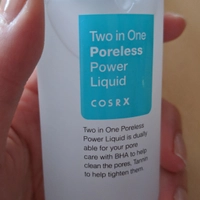 Two in One
Poreless
Power
Liquid
COSRX
Two in One Poreless
Power Liquid is dually
able for your pore
care with BHA to help
clean the pores, Tannin
to help tighten them.